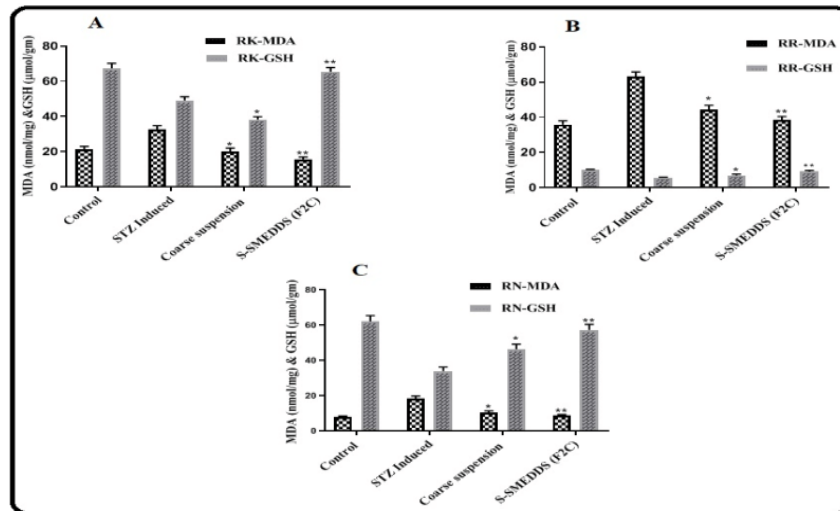 A
RK-MDA
RK-GSH
MDA (nmol/mg) &GSH (μmol/gm)
80
60
40
20
0
*
**
*
**
Control
STZ Induced
Coarse suspension
S-SMEDDS (F2C)
B
RR-MDA
RR-GSH
MDA (nmol/mg) & GSH (μmol/gm)
80
60
40
20
0
*
*
**
**
Control
STZ Induced
Coarse suspension
S-SMEDDS (F2C)
C
RN-MDA
RN-GSH
MDA (nmol/mg) & GSH (μmol/gm)
80
60
40
20
0
*
*
**
**
Control
STZ Induced
Coarse suspension
S-SMEDDS (F2C)